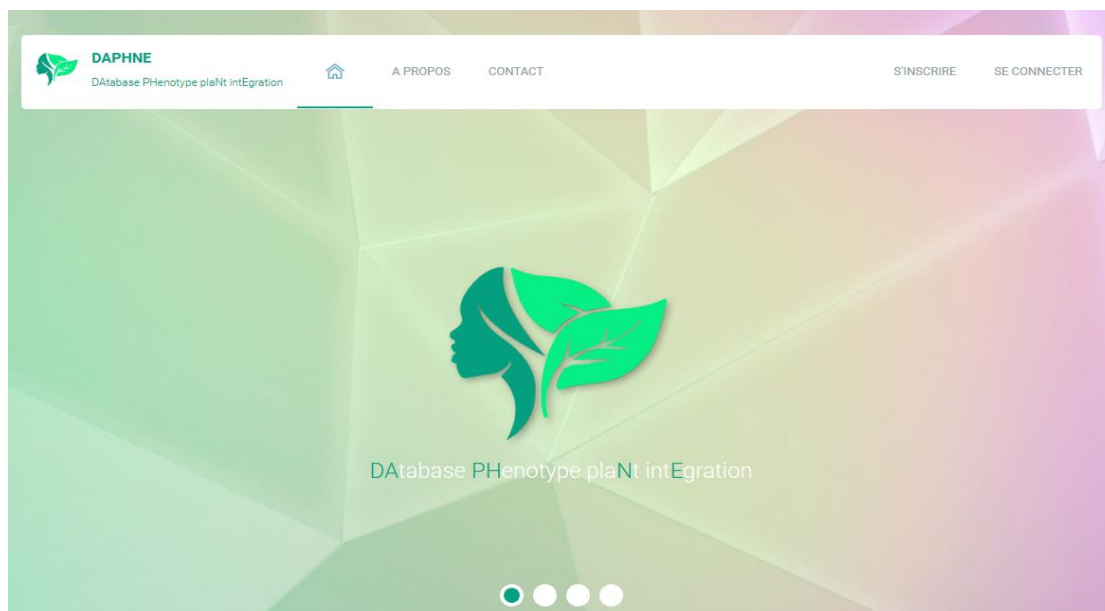 DAPHNE
DAtabase PHenotype plaNt intEgration
A PROPOS
CONTACT
S'INSCRIRE
SE CONNECTER
DAtabase PHenotype plaNt intEgration